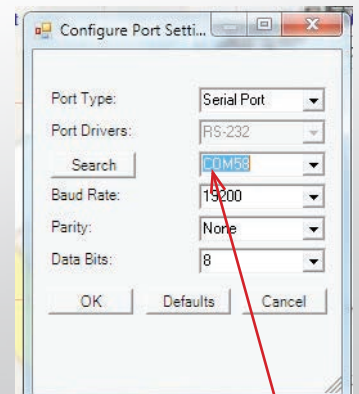 Configure Port Setti...
Port Type: Serial Port
Port Drivers: RS-232
Search COM58
Baud Rate: 19200
Parity: None
Data Bits: 8
OK Defaults Cancel